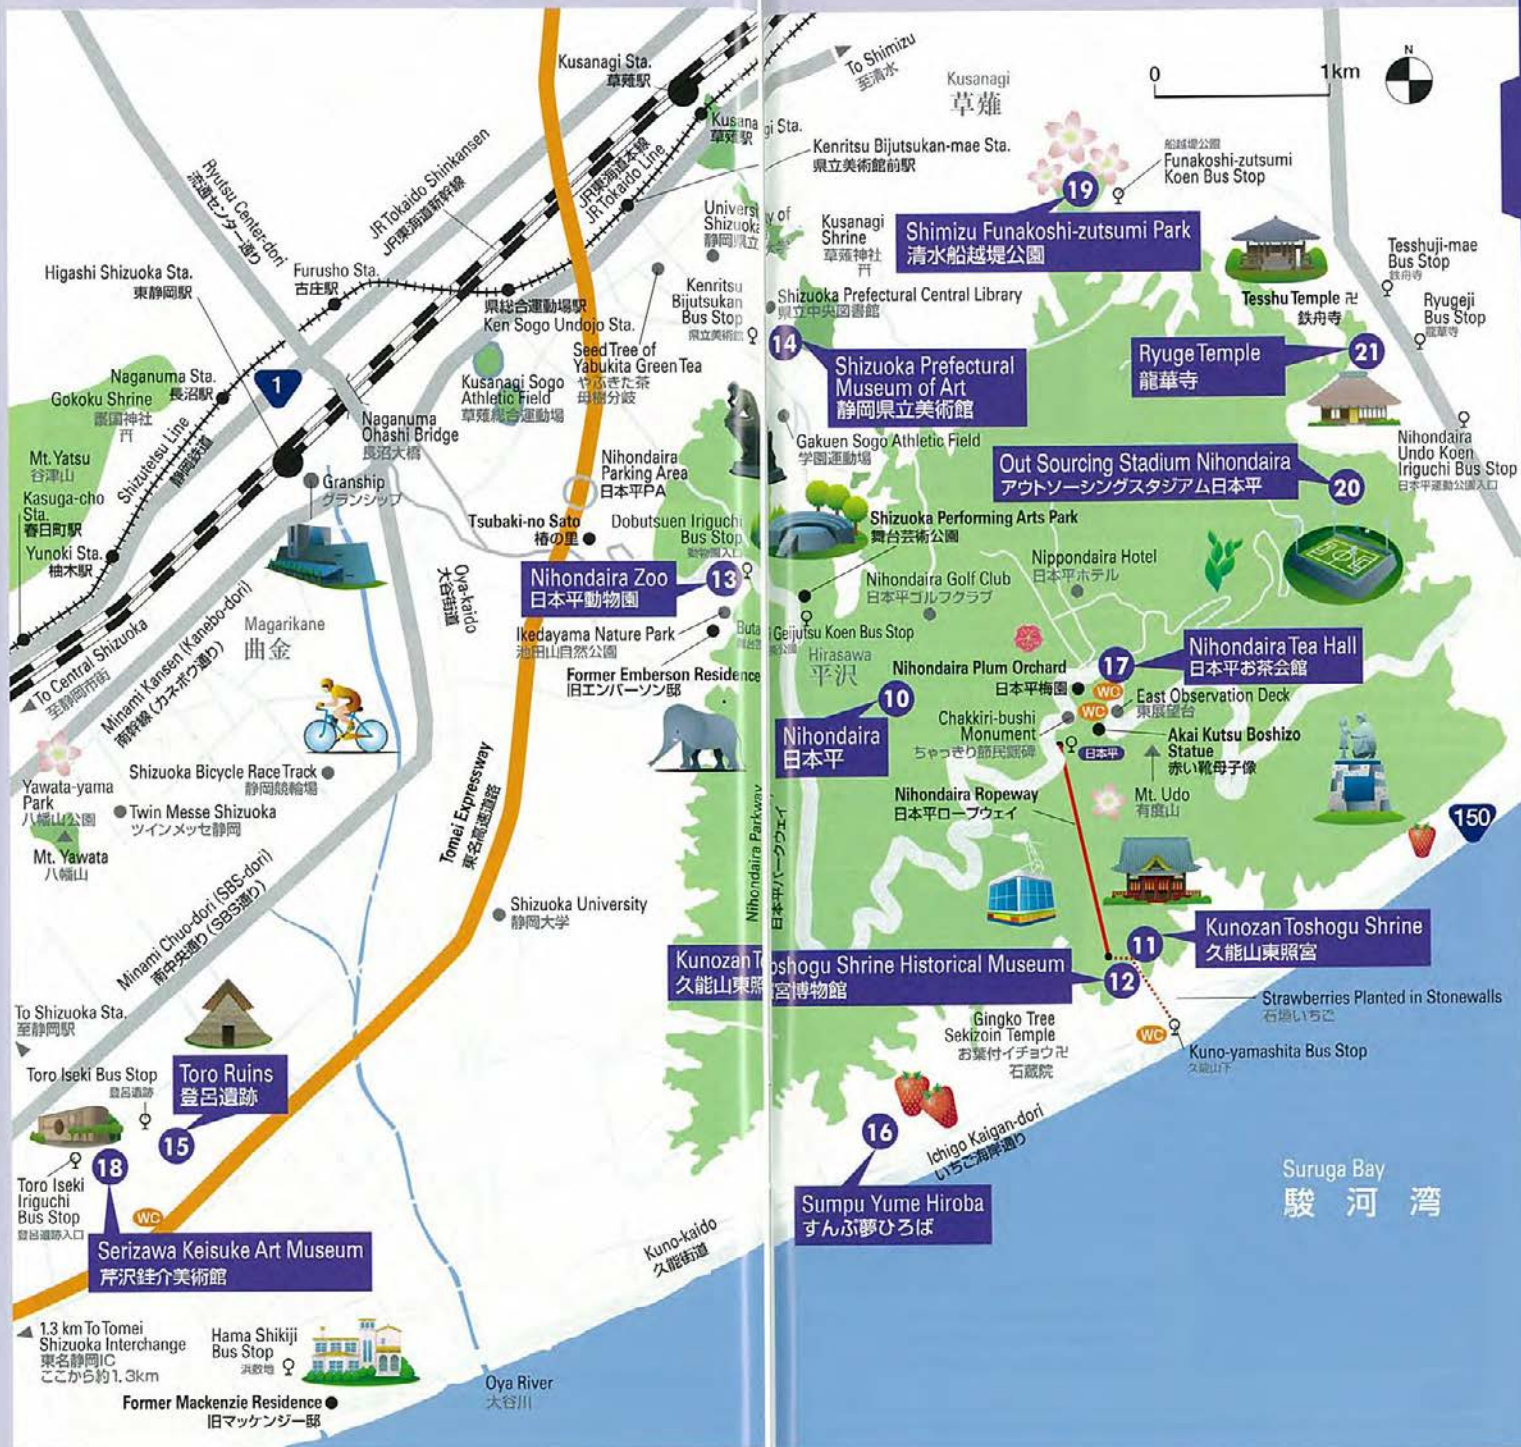 Kusanagi Sta.
草薙駅
To Shimizu
至清水
Kusanagi
草薙
0 1km
N
Kusanagi Sta.
草薙駅
Kenritsu Bijutsukan-mae Sta.
県立美術館前駅
船越堤公園
Funakoshi-zutsumi
Koen Bus Stop
19
Shimizu Funakoshi-zutsumi Park
清水船越堤公園
Ryutsu Center-dori
流通センター通り
JR Tokaido Shinkansen
JR東海道新幹線
JR東海道本線
JR Tokaido Line
Kusanagi
Shrine
草薙神社
Tesshuji-mae
Bus Stop
鉄舟寺
Tesshu Temple 卍
鉄舟寺
Ryugeji
Bus Stop
龍華寺
Higashi Shizuoka Sta.
東静岡駅
Furusho Sta.
古庄駅
県総合運動場駅
Ken Sogo Undojo Sta.
Kenritsu
Bijutsukan
Bus Stop
県立美術館
Shizuoka Prefectural Central Library
県立中央図書館
14
Shizuoka Prefectural
Museum of Art
静岡県立美術館
Ryuge Temple
龍華寺
21
Seed Tree of
Yabukita Green Tea
やぶきた茶
母樹分岐
Kusanagi Sogo
Athletic Field
草薙総合運動場
Naganuma Sta.
長沼駅
1
Gokoku Shrine
護国神社
Naganuma
Ohashi Bridge
長沼大橋
Mt. Yatsu
谷津山
Shizutetsu Line
静岡鉄道
Kasuga-cho
Sta.
春日町駅
Yunoki Sta.
柚木駅
Granship
グランシップ
Nihondaira
Parking Area
日本平PA
Gakuen Sogo Athletic Field
学園運動場
Out Sourcing Stadium Nihondaira
アウトソーシングスタジアム日本平
20
Nihondaira
Undo Koen
Iriguchi Bus Stop
日本平運動公園入口
Tsubaki-no Sato
椿の里
Dobutsuen Iriguchi
Bus Stop
動物園入口
Shizuoka Performing Arts Park
舞台芸術公園
Nihondaira Zoo
日本平動物園
13
Nippondaira Hotel
日本平ホテル
Nihondaira Golf Club
日本平ゴルフクラブ
Oya-kaido
大谷街道
Magarikane
曲金
Minami Kansen (Kanebo-dori)
南幹線(カネボウ通り)
To Central Shizuoka
至静岡市街
Ikedayama Nature Park
池田山自然公園
Geijutsu Koen Bus Stop
Hirasawa
平沢
Former Emberson Residence
旧エンバーソン邸
Nihondaira Plum Orchard
日本平梅園
17
Nihondaira Tea Hall
日本平お茶会館
WC
WC
East Observation Deck
東展望台
10
Nihondaira
日本平
Chakkiri-bushi
Monument
ちゃっきり節民謡碑
日本平
Akai Kutsu Boshizo
Statue
赤い靴母子像
Nihondaira Ropeway
日本平ロープウェイ
Mt. Udo
有度山
150
Yawata-yama
Park
八幡山公園
Mt. Yawata
八幡山
Shizuoka Bicycle Race Track
静岡競輪場
Twin Messe Shizuoka
ツインメッセ静岡
Tomei Expressway
東名高速道路
Nihondaira Parkway
日本平パークウェイ
Shizuoka University
静岡大学
Minami Chuo-dori (SBS-dori)
南中央通り(SBS通り)
Kunozan Toshogu Shrine Historical Museum
久能山東照宮博物館
12
11
Kunozan Toshogu Shrine
久能山東照宮
Strawberries Planted in Stonewalls
石垣いちご
Gingko Tree
Sekizoin Temple
お葉付イチョウ卍
石蔵院
WC
Kuno-yamashita Bus Stop
久能山下
To Shizuoka Sta.
至静岡駅
Toro Iseki Bus Stop
登呂遺跡
Toro Ruins
登呂遺跡
15
18
Toro Iseki
Iriguchi
Bus Stop
登呂遺跡入口
WC
Serizawa Keisuke Art Museum
芹沢銈介美術館
16
Sumpu Yume Hiroba
すんぷ夢ひろば
Ichigo Kaigan-dori
いちご海岸通り
Suruga Bay
駿河湾
Kuno-kaido
久能街道
1.3 km To Tomei
Shizuoka Interchange
東名静岡IC
ここから約1.3km
Hama Shikiji
Bus Stop
浜敷地
Former Mackenzie Residence
旧マッケンジー邸
Oya River
大谷川